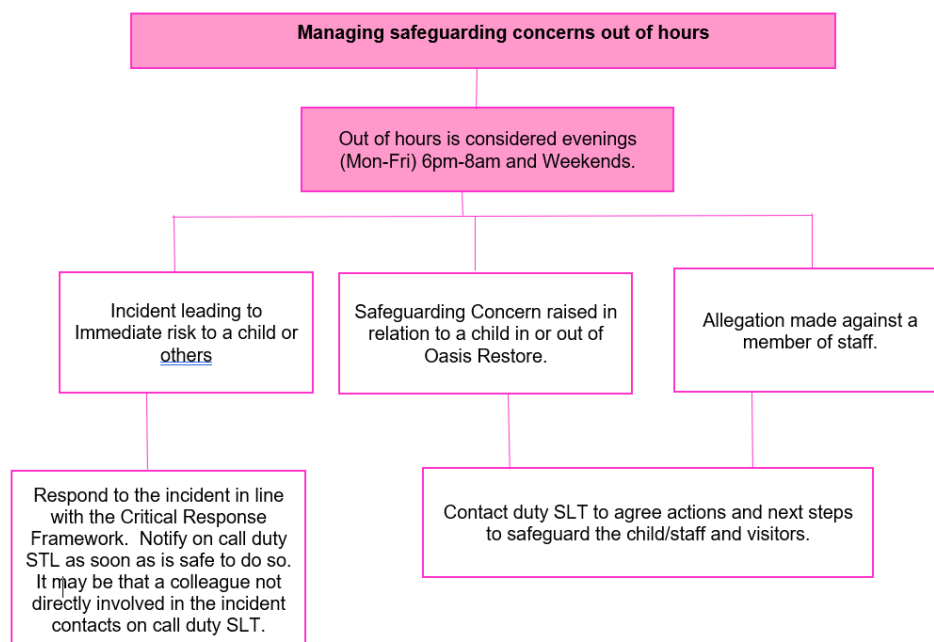 Managing safeguarding concerns out of hours
Out of hours is considered evenings
(Mon-Fri) 6pm-8am and Weekends.
Incident leading to
Immediate risk to a child or
others
Safeguarding Concern raised in
relation to a child in or out of
Oasis Restore.
Allegation made against a
member of staff.
Respond to the incident in line
with the Critical Response
Framework. Notify on call duty
STL as soon as is safe to do so.
It may be that a colleague not
directly involved in the incident
contacts on call duty SLT.
Contact duty SLT to agree actions and next steps
to safeguard the child/staff and visitors.